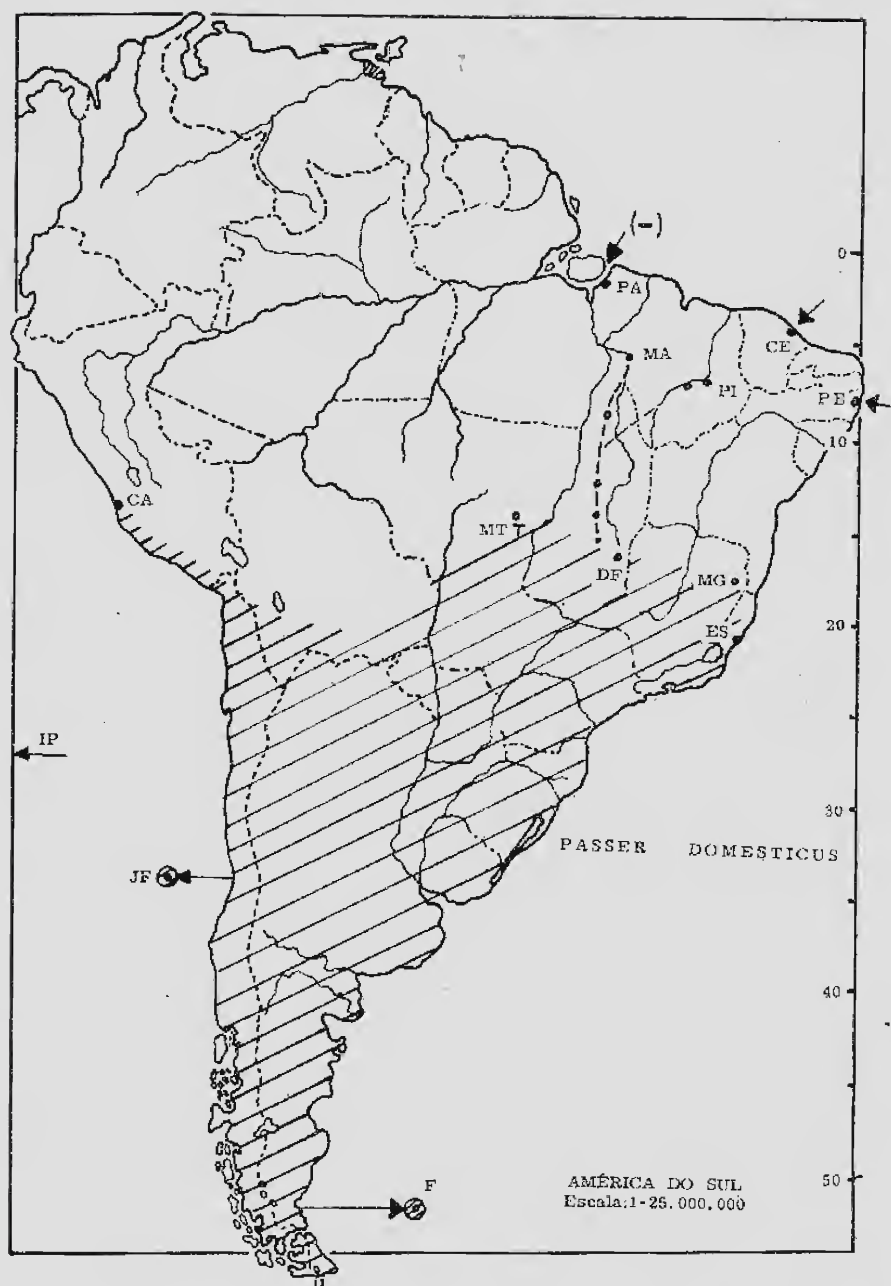 (-)
0
PA
CE
MA
PI
PE
10
CA
MT
DF
MG
20
ES
IP
30
PASSER DOMESTICUS
JF
40
F
50
AMÉRICA DO SUL
Escala:1-25.000.000